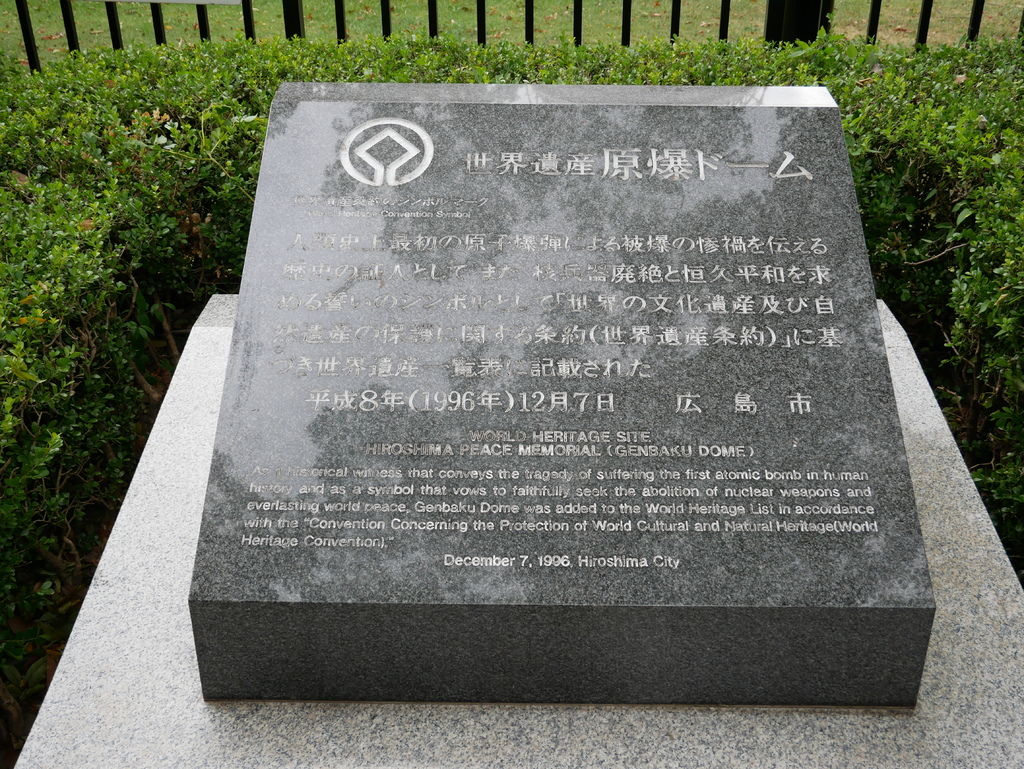 世界遺産 原爆ドーム
世界遺産条約のシンボルマーク
World Heritage Convention Symbol
人類史上最初の原子爆弾による被爆の惨禍を伝える
歴史の証人として,また,核兵器廃絶と恒久平和を求
める誓いのシンボルとして「世界の文化遺産及び自
然遺産の保護に関する条約(世界遺産条約)」に基
づき世界遺産一覧表に記載された
平成8年(1996年)12月7日 広島市
WORLD HERITAGE SITE
HIROSHIMA PEACE MEMORIAL (GENBAKU DOME)
As a historical witness that conveys the tragedy of suffering the first atomic bomb in human
history and as a symbol that vows to faithfully seek the abolition of nuclear weapons and
everlasting world peace, Genbaku Dome was added to the World Heritage List in accordance
with the "Convention Concerning the Protection of World Cultural and Natural Heritage(World
Heritage Convention)."
December 7, 1996, Hiroshima City